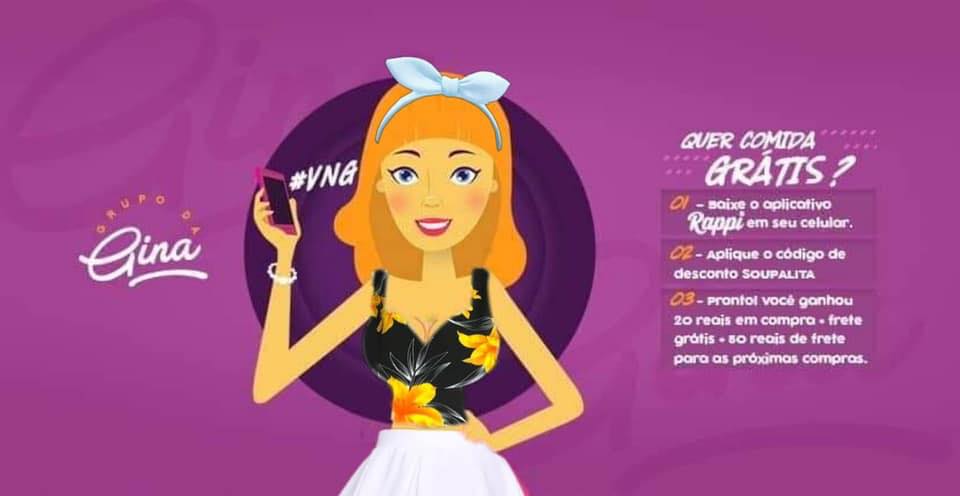 GRUPO DA
Gina
#VNG
QUER COMIDA
GRÁTIS?
01 - Baixe o aplicativo
Rappi em seu celular.
02 - Aplique o código de
desconto SOUPALITA
03 - Pronto! você ganhou
20 reais em compra + frete
grátis + 50 reais de frete
para as próximas compras.
Gina